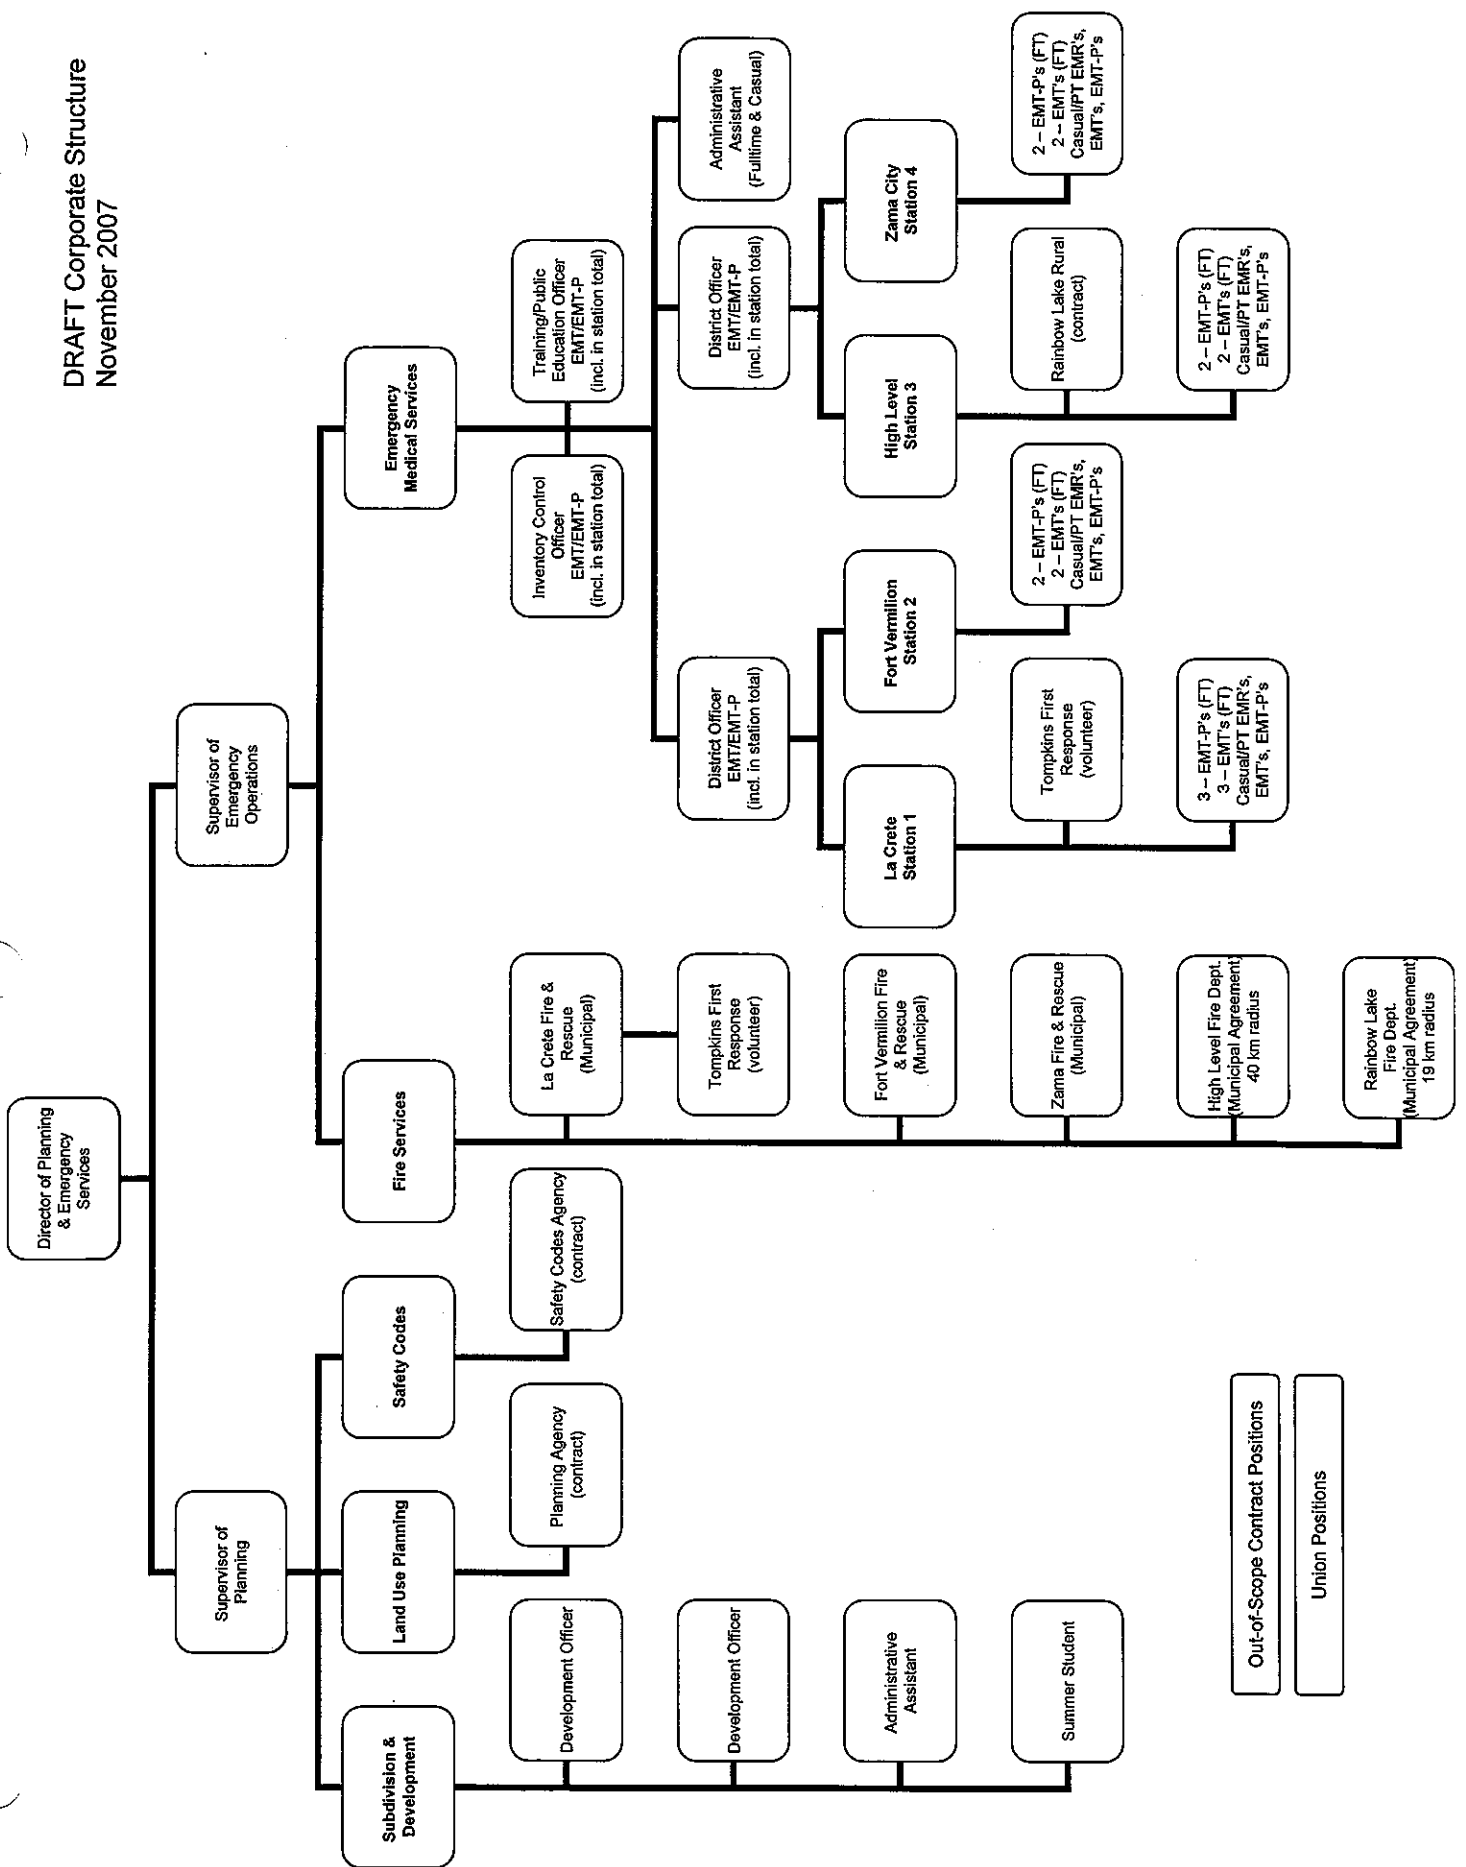 DRAFT Corporate Structure
November 2007
Director of Planning
& Emergency
Services
Supervisor of
Planning
Supervisor of
Emergency
Operations
Subdivision &
Development
Land Use Planning
Safety Codes
Fire Services
Emergency
Medical Services
Development Officer
Development Officer
Administrative
Assistant
Summer Student
Planning Agency
(contract)
Safety Codes Agency
(contract)
La Crete Fire &
Rescue
(Municipal)
Tompkins First
Response
(volunteer)
Fort Vermilion Fire
& Rescue
(Municipal)
Zama Fire & Rescue
(Municipal)
High Level Fire Dept.
(Municipal Agreement)
40 km radius
Rainbow Lake
Fire Dept.
(Municipal Agreement)
19 km radius
Inventory Control
Officer
EMT/EMT-P
(incl. in station total)
Training/Public
Education Officer
EMT/EMT-P
(incl. in station total)
District Officer
EMT/EMT-P
(incl. in station total)
District Officer
EMT/EMT-P
(incl. in station total)
Administrative
Assistant
(Fulltime & Casual)
La Crete
Station 1
Fort Vermilion
Station 2
High Level
Station 3
Zama City
Station 4
Tompkins First
Response
(volunteer)
3 – EMT-P's (FT)
3 – EMT's (FT)
Casual/PT EMR's,
EMT's, EMT-P's
2 – EMT-P's (FT)
2 – EMT's (FT)
Casual/PT EMR's,
EMT's, EMT-P's
Rainbow Lake Rural
(contract)
2 – EMT-P's (FT)
2 – EMT's (FT)
Casual/PT EMR's,
EMT's, EMT-P's
2 – EMT-P's (FT)
2 – EMT's (FT)
Casual/PT EMR's,
EMT's, EMT-P's
Out-of-Scope Contract Positions
Union Positions